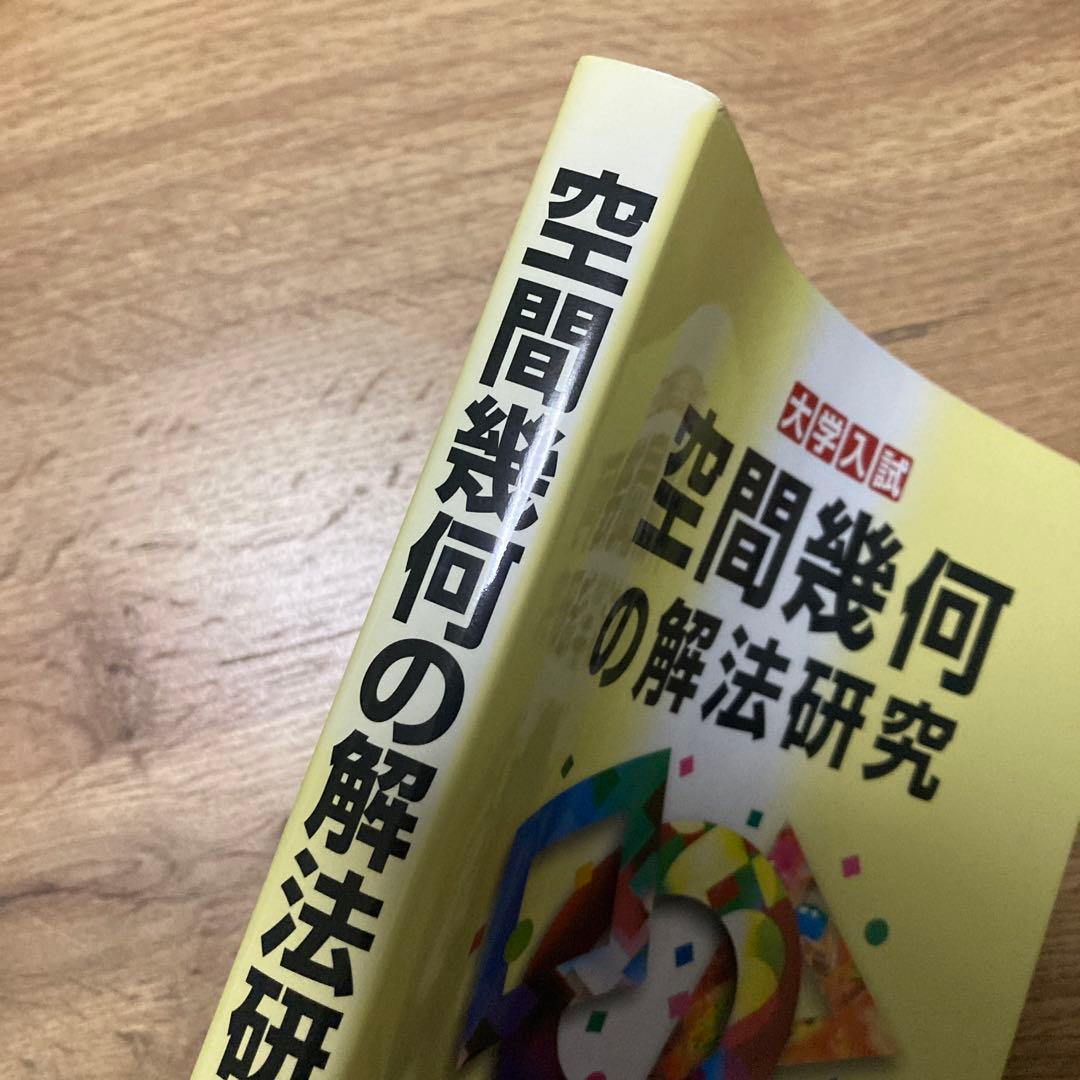 空間幾何の解法研
大学入試
空間幾何
の解法研究